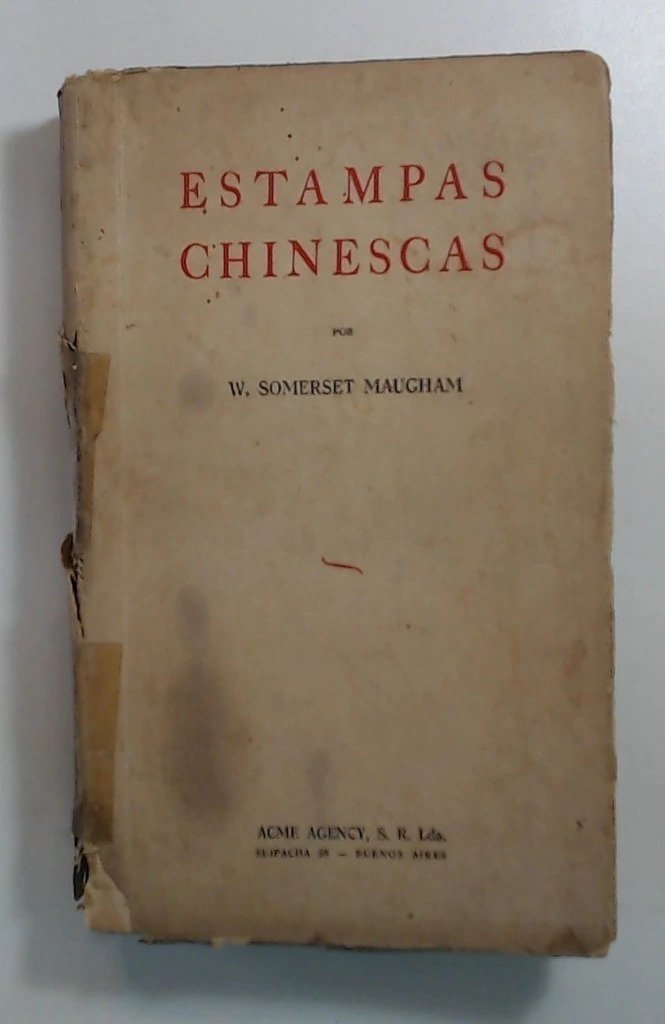 ESTAMPAS
CHINESCAS
POR
W. SOMERSET MAUGHAM
ACME AGENCY, S. R. Lda.
SUIPACHA 58 — BUENOS AIRES